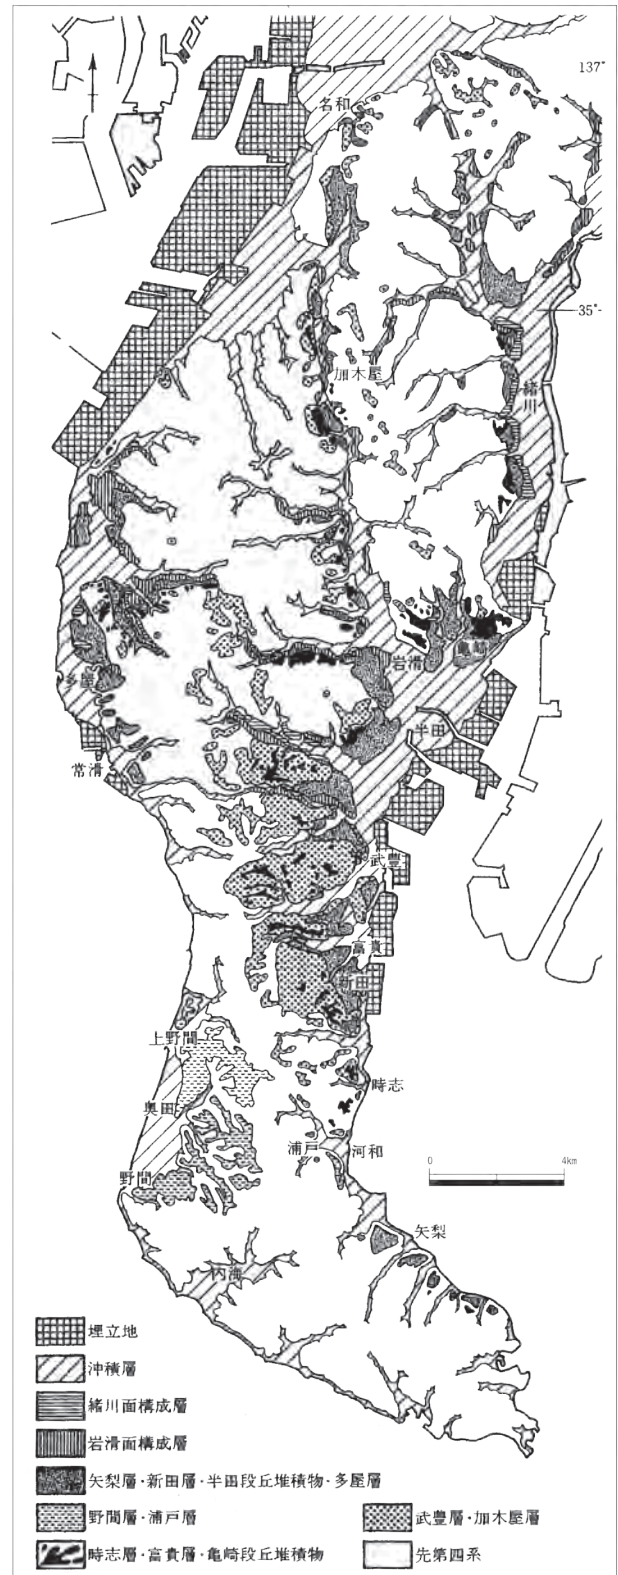 137°
名和
35°
加木屋
緒川
岩滑
亀崎
多屋
半田
常滑
武豊
富貴
新田
上野間
時志
奥田
浦戸
河和
0
4km
野間
矢梨
内海
埋立地
沖積層
緒川面構成層
岩滑面構成層
矢梨層・新田層・半田段丘堆積物・多屋層
野間層・浦戸層
武豊層・加木屋層
時志層・富貴層・亀崎段丘堆積物
先第四系